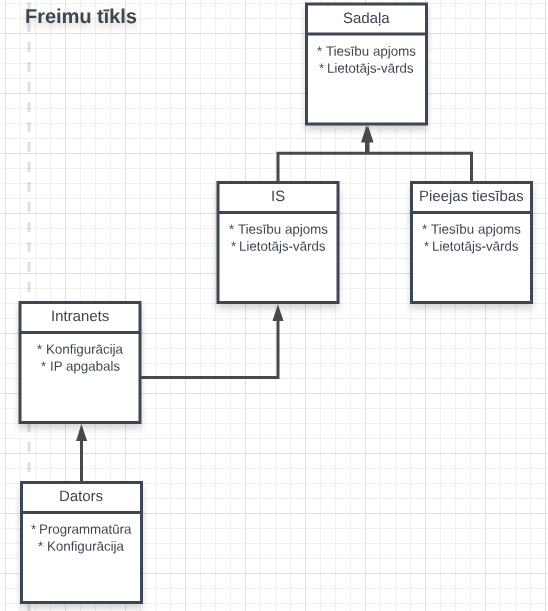 Freimu tīkls
Sadaļa
* Tiesību apjoms
* Lietotājs-vārds
IS
* Tiesību apjoms
* Lietotājs-vārds
Pieejas tiesības
* Tiesību apjoms
* Lietotājs-vārds
Intranets
* Konfigurācija
* IP apgabals
Dators
* Programmatūra
* Konfigurācija